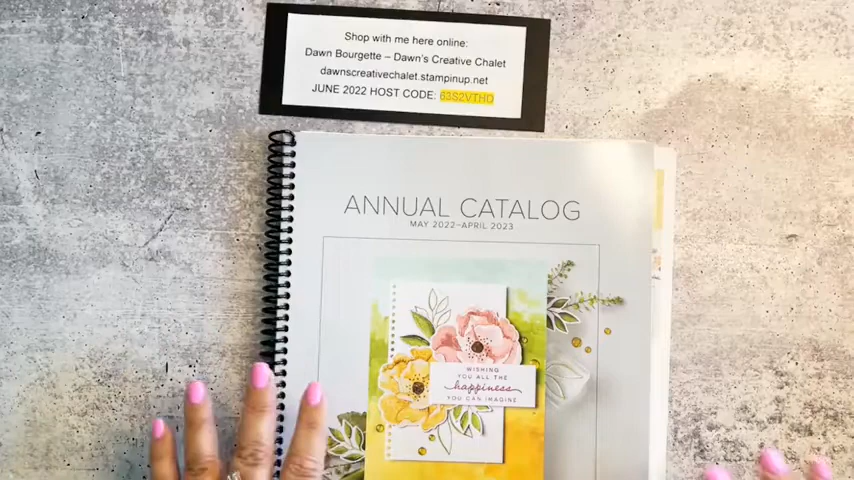 Shop with me here online:
Dawn Bourgette – Dawn's Creative Chalet
dawnscreativechalet.stampinup.net
JUNE 2022 HOST CODE: 63S2VTHD
ANNUAL CATALOG
MAY 2022–APRIL 2023
WISHING
YOU ALL THE
happiness
YOU CAN IMAGINE